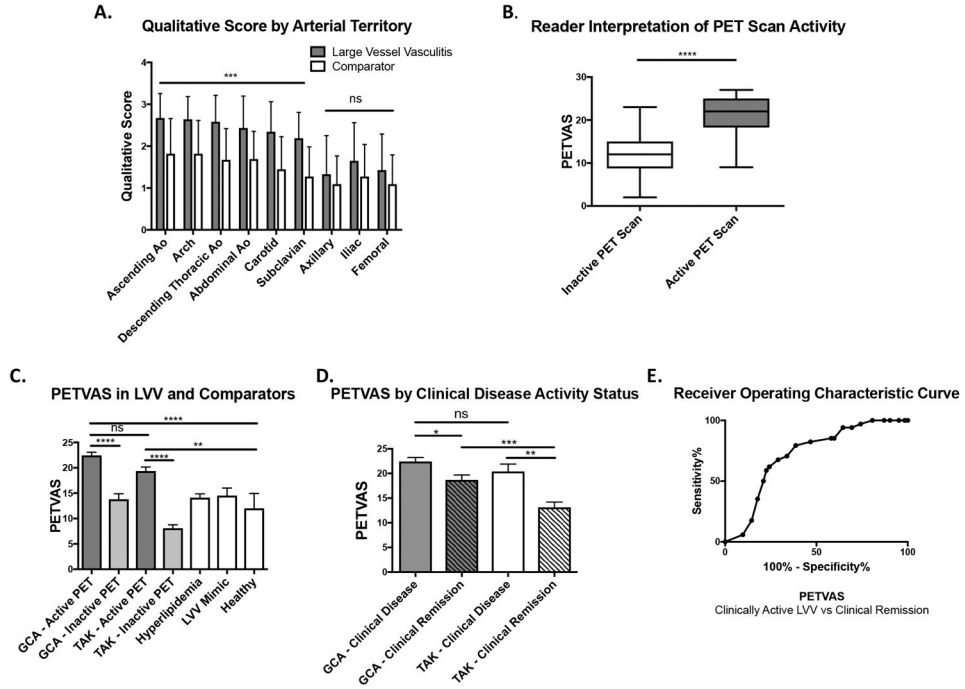 A.
Qualitative Score by Arterial Territory
Large Vessel Vasculitis
Comparator
***
ns
Qualitative Score
4
3
2
1
0
Ascending Ao
Arch
Descending Thoracic Ao
Abdominal Ao
Carotid
Subclavian
Axillary
Iliac
Femoral
B.
Reader Interpretation of PET Scan Activity
****
PETVAS
30
20
10
0
Inactive PET Scan
Active PET Scan
C.
PETVAS in LVV and Comparators
****
ns
**
****
****
PETVAS
25
20
15
10
5
0
GCA - Active PET
GCA - Inactive PET
TAK - Active PET
TAK - Inactive PET
Hyperlipidemia
LVV Mimic
Healthy
D.
PETVAS by Clinical Disease Activity Status
ns
*
***
**
PETVAS
25
20
15
10
5
0
GCA - Clinical Disease
GCA - Clinical Remission
TAK - Clinical Disease
TAK - Clinical Remission
E.
Receiver Operating Characteristic Curve
Sensitivity%
100
50
0
0
50
100
100% - Specificity%
PETVAS
Clinically Active LVV vs Clinical Remission